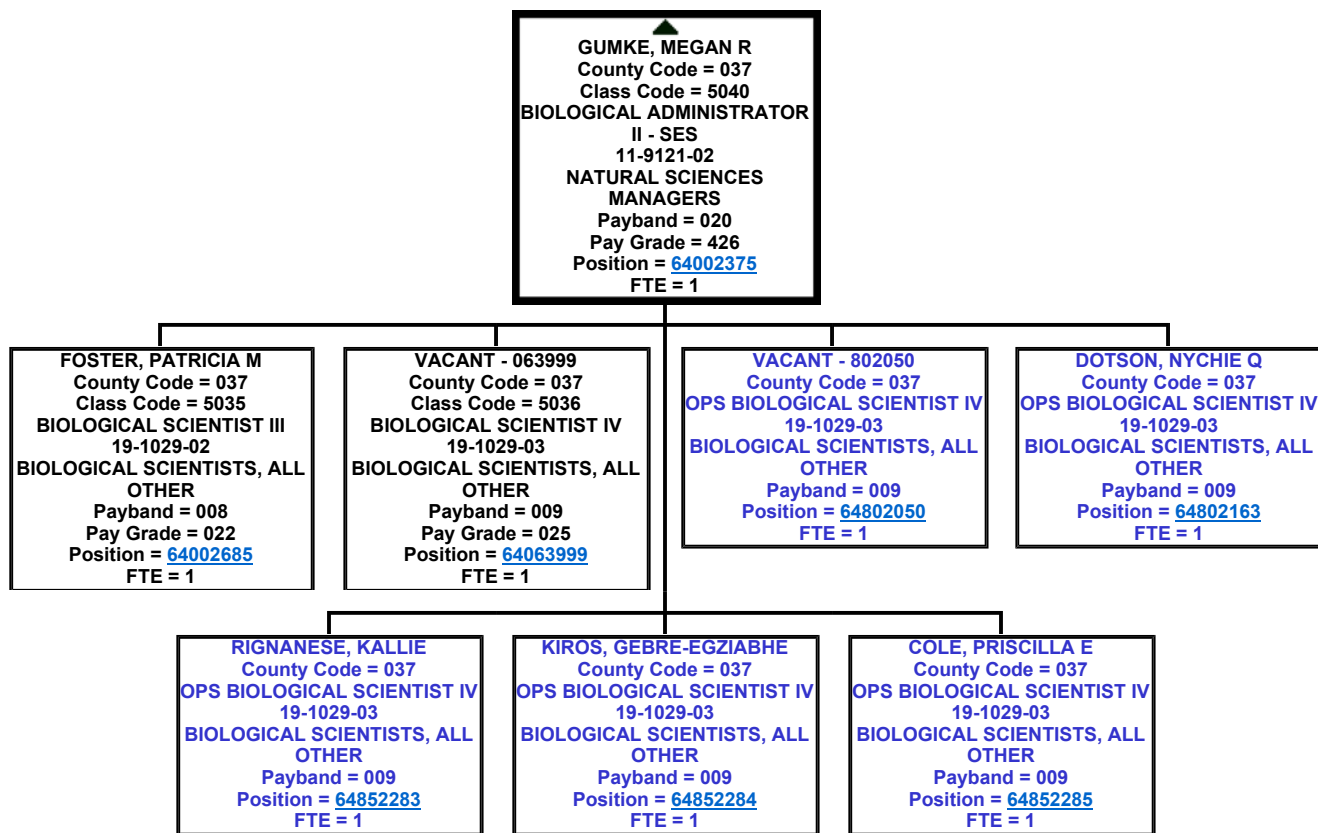 GUMKE, MEGAN R
County Code = 037
Class Code = 5040
BIOLOGICAL ADMINISTRATOR
II - SES
11-9121-02
NATURAL SCIENCES
MANAGERS
Payband = 020
Pay Grade = 426
Position = 64002375
FTE = 1
FOSTER, PATRICIA M
County Code = 037
Class Code = 5035
BIOLOGICAL SCIENTIST III
19-1029-02
BIOLOGICAL SCIENTISTS, ALL
OTHER
Payband = 008
Pay Grade = 022
Position = 64002685
FTE = 1
VACANT - 063999
County Code = 037
Class Code = 5036
BIOLOGICAL SCIENTIST IV
19-1029-03
BIOLOGICAL SCIENTISTS, ALL
OTHER
Payband = 009
Pay Grade = 025
Position = 64063999
FTE = 1
VACANT - 802050
County Code = 037
OPS BIOLOGICAL SCIENTIST IV
19-1029-03
BIOLOGICAL SCIENTISTS, ALL
OTHER
Payband = 009
Position = 64802050
FTE = 1
DOTSON, NYCHIE Q
County Code = 037
OPS BIOLOGICAL SCIENTIST IV
19-1029-03
BIOLOGICAL SCIENTISTS, ALL
OTHER
Payband = 009
Position = 64802163
FTE = 1
RIGNANESE, KALLIE
County Code = 037
OPS BIOLOGICAL SCIENTIST IV
19-1029-03
BIOLOGICAL SCIENTISTS, ALL
OTHER
Payband = 009
Position = 64852283
FTE = 1
KIROS, GEBRE-EGZIABHE
County Code = 037
OPS BIOLOGICAL SCIENTIST IV
19-1029-03
BIOLOGICAL SCIENTISTS, ALL
OTHER
Payband = 009
Position = 64852284
FTE = 1
COLE, PRISCILLA E
County Code = 037
OPS BIOLOGICAL SCIENTIST IV
19-1029-03
BIOLOGICAL SCIENTISTS, ALL
OTHER
Payband = 009
Position = 64852285
FTE = 1